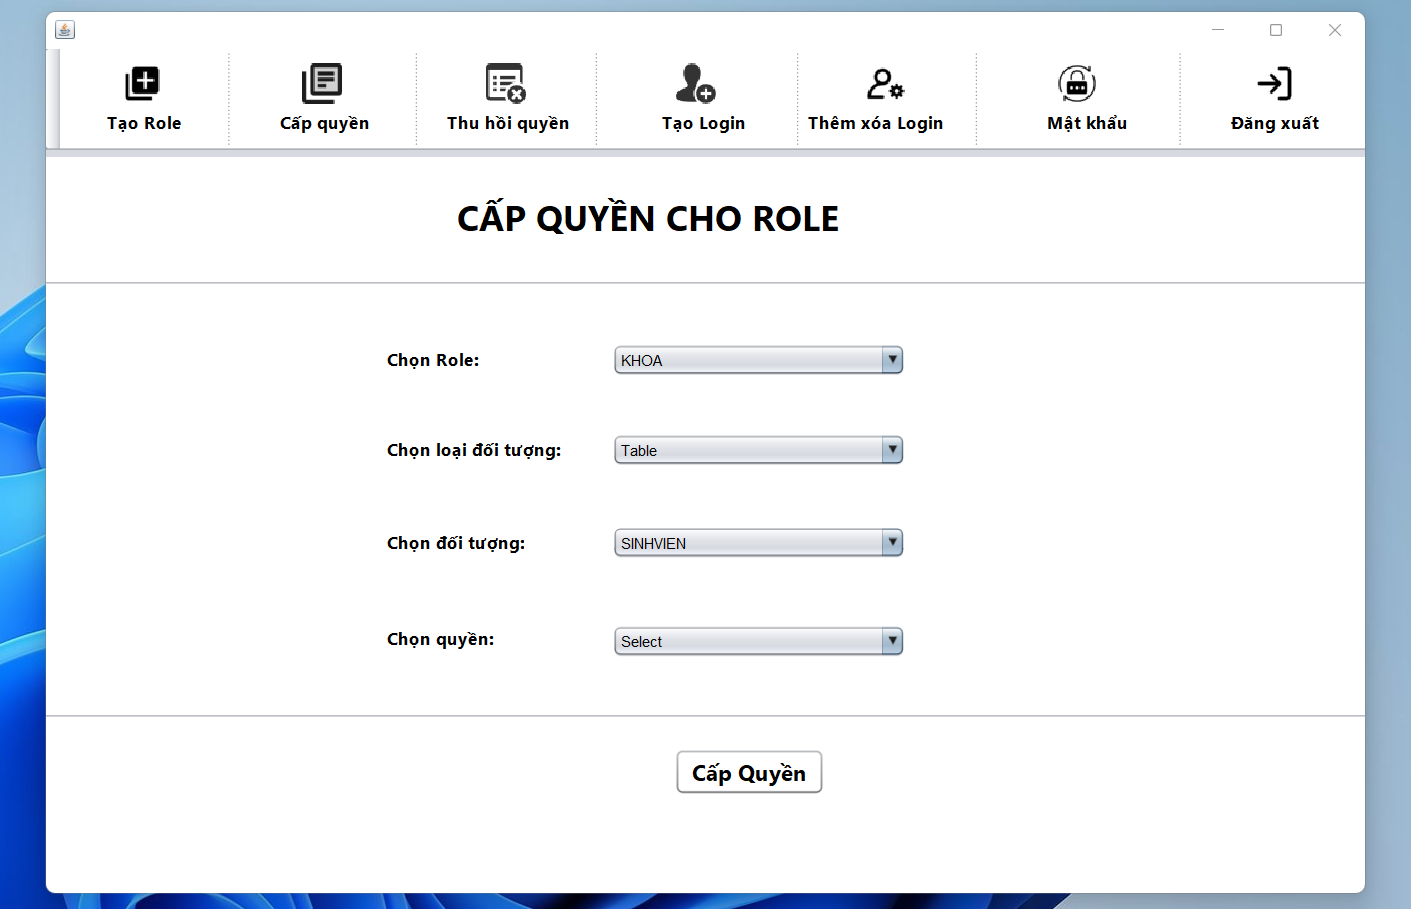 Tạo Role
Cấp quyền
Thu hồi quyền
Tạo Login
Thêm xóa Login
Mật khẩu
Đăng xuất
CẤP QUYỀN CHO ROLE
Chọn Role:
KHOA
Chọn loại đối tượng:
Table
Chọn đối tượng:
SINHVIEN
Chọn quyền:
Select
Cấp Quyền